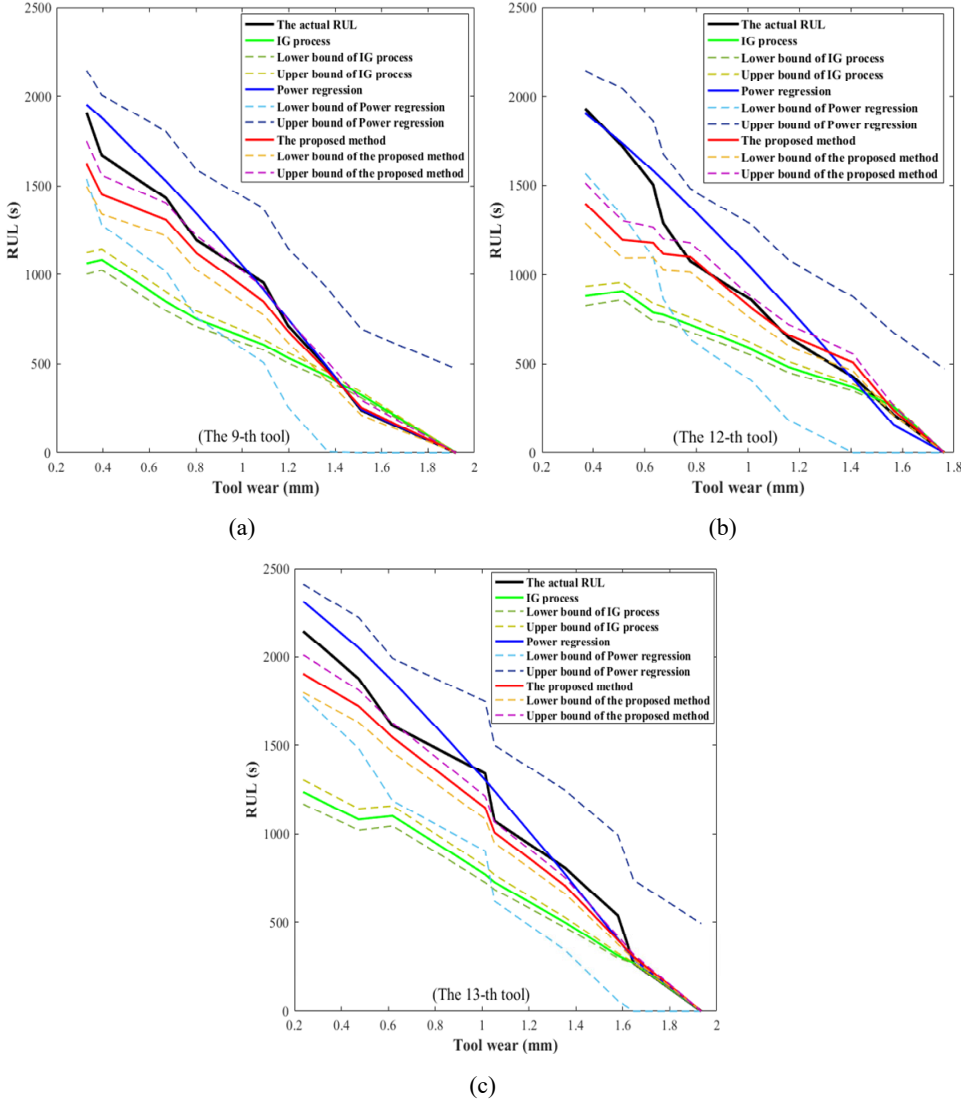 2500
2000
1500
1000
500
0
RUL (s)
The actual RUL
IG process
Lower bound of IG process
Upper bound of IG process
Power regression
Lower bound of Power regression
Upper bound of Power regression
The proposed method
Lower bound of the proposed method
Upper bound of the proposed method
(The 9-th tool)
0.2 0.4 0.6 0.8 1 1.2 1.4 1.6 1.8 2
Tool wear (mm)
(a)
2500
2000
1500
1000
500
0
RUL (s)
The actual RUL
IG process
Lower bound of IG process
Upper bound of IG process
Power regression
Lower bound of Power regression
Upper bound of Power regression
The proposed method
Lower bound of the proposed method
Upper bound of the proposed method
(The 12-th tool)
0.2 0.4 0.6 0.8 1 1.2 1.4 1.6 1.8
Tool wear (mm)
(b)
2500
2000
1500
1000
500
0
RUL (s)
The actual RUL
IG process
Lower bound of IG process
Upper bound of IG process
Power regression
Lower bound of Power regression
Upper bound of Power regression
The proposed method
Lower bound of the proposed method
Upper bound of the proposed method
(The 13-th tool)
0.2 0.4 0.6 0.8 1 1.2 1.4 1.6 1.8 2
Tool wear (mm)
(c)